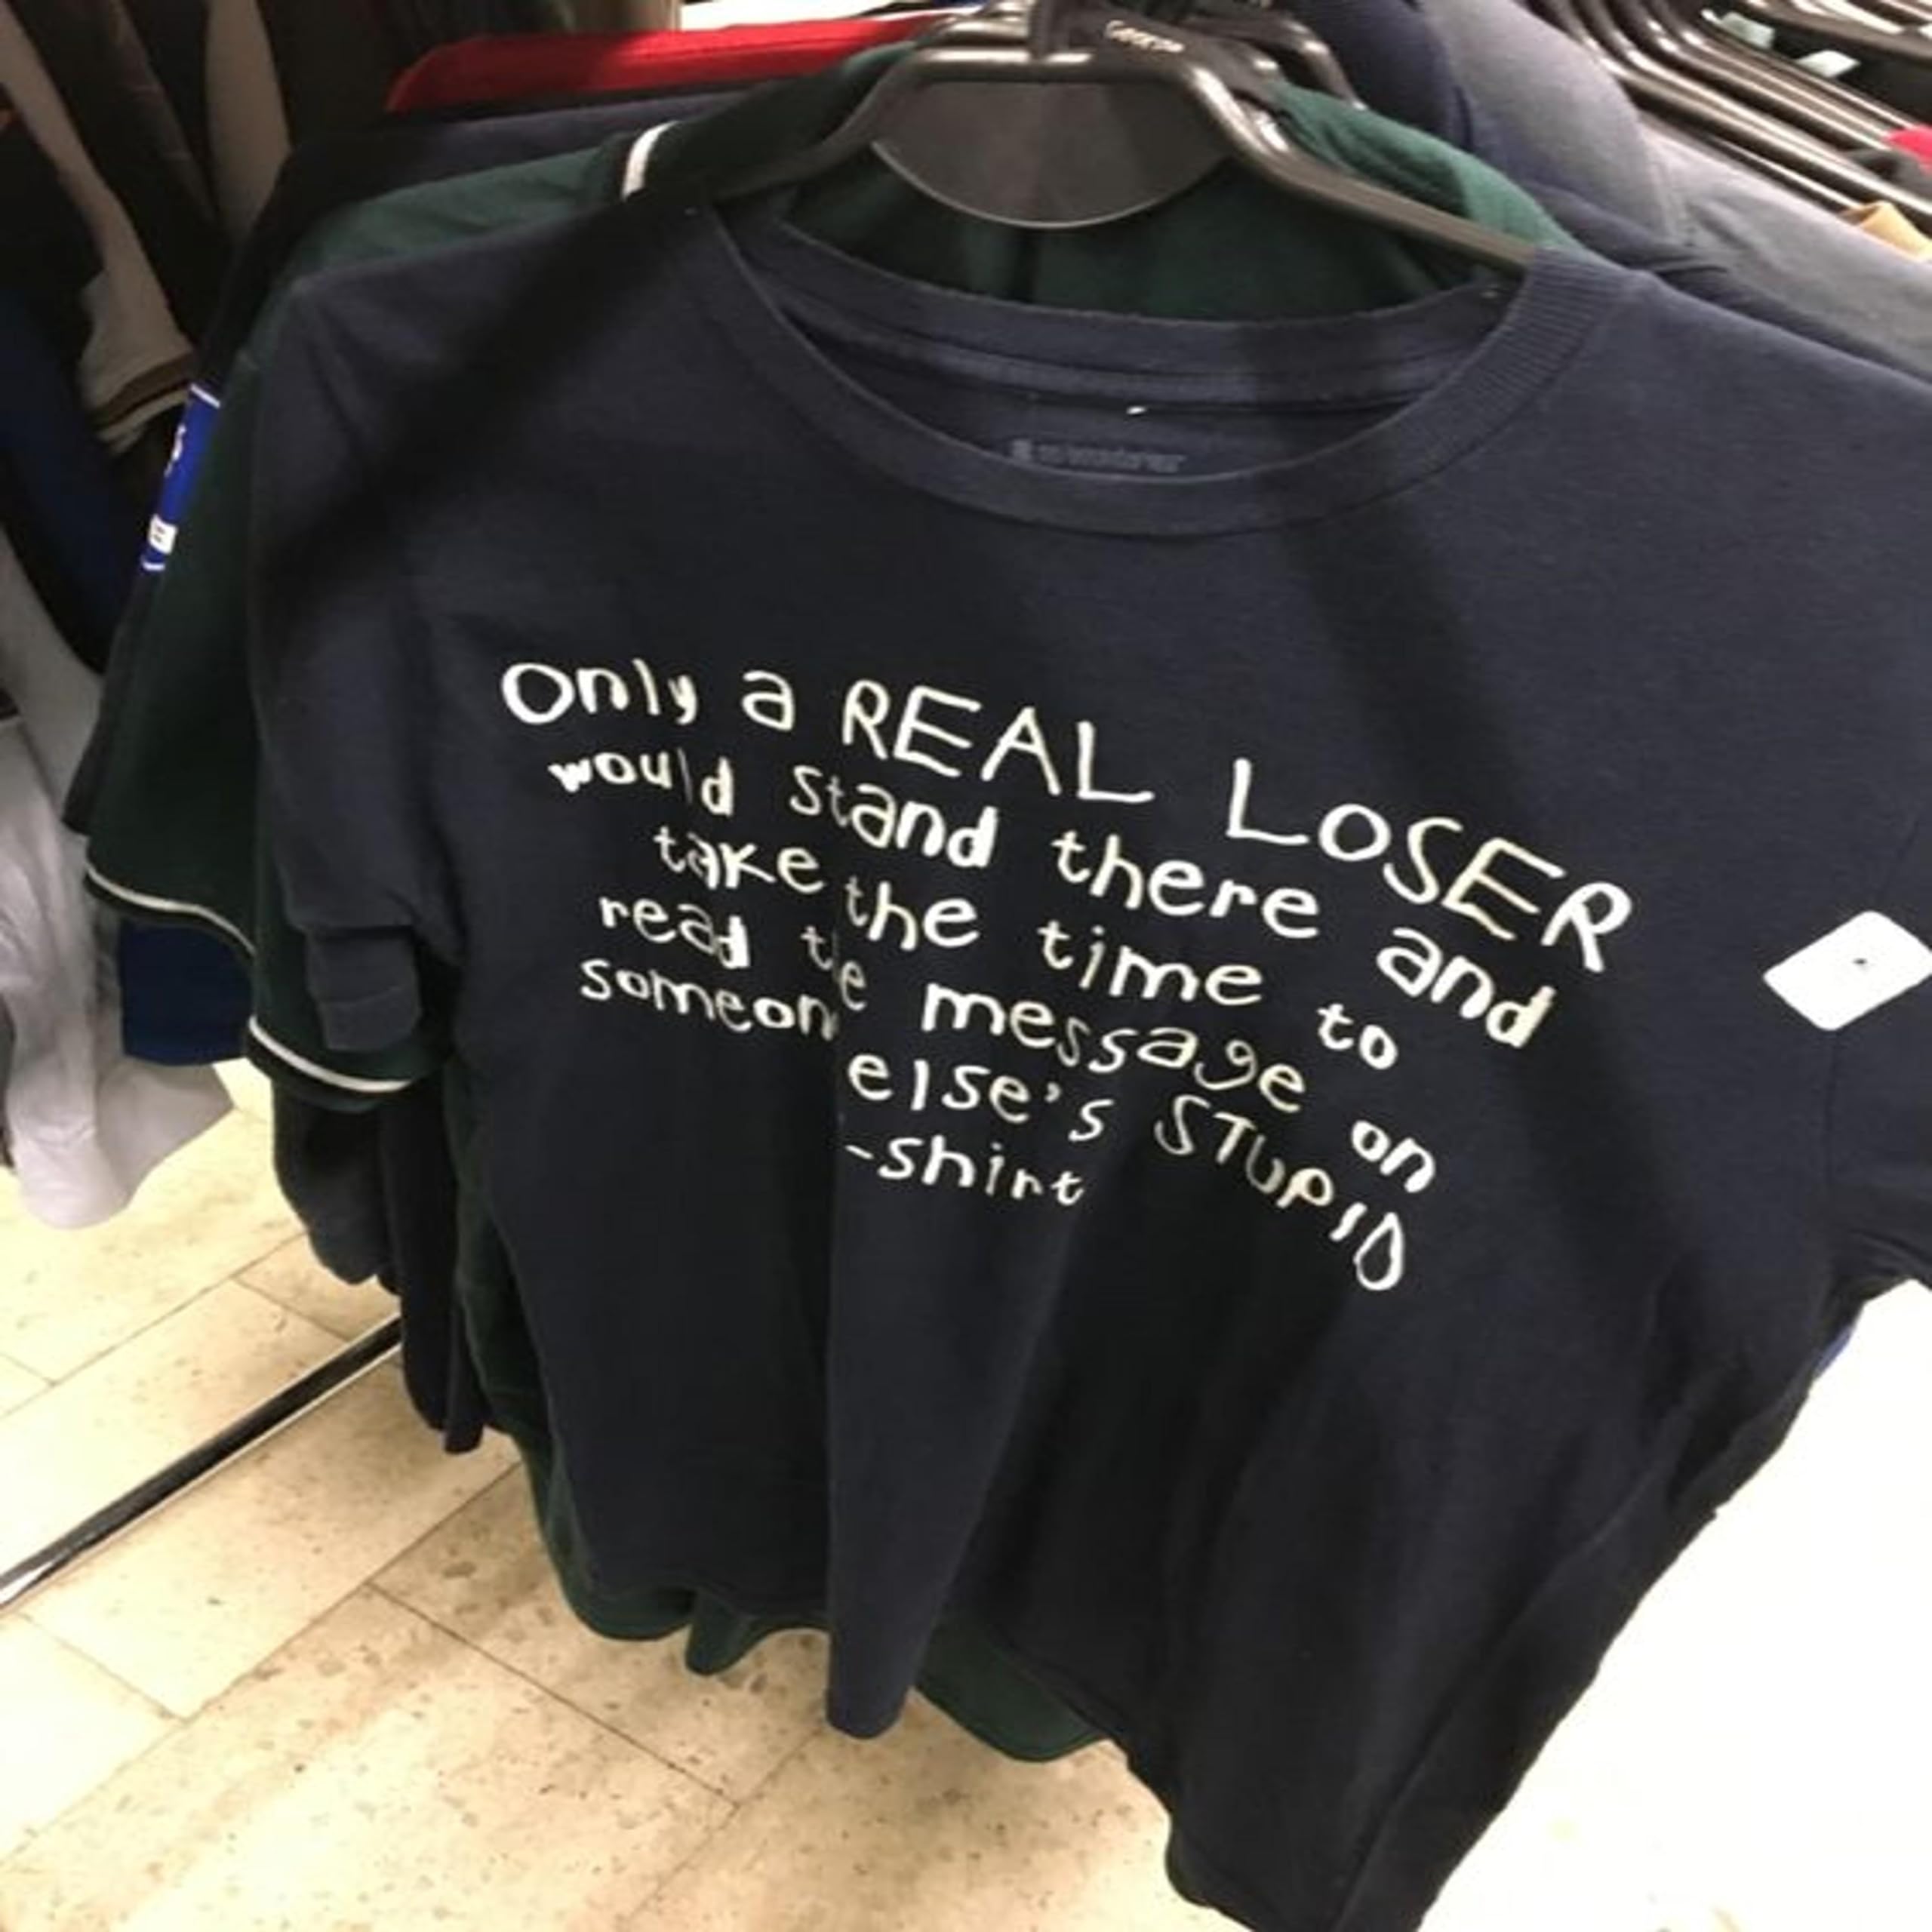 Only a REAL LOSER
would stand there and
take the time to
read the message on
someone else's STUPID
-shirt